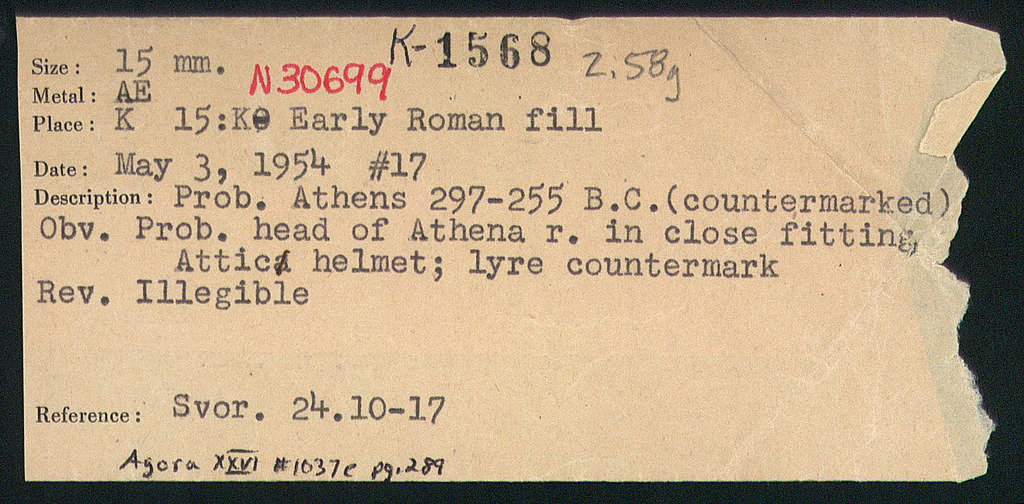 K-1568
Size: 15 mm. 2.58g
N30699
Metal: AE
Place: K 15:K Early Roman fill
Date: May 3, 1954 #17
Description: Prob. Athens 297-255 B.C.(countermarked)
Obv. Prob. head of Athena r. in close fitting,
Attic helmet; lyre countermark
Rev. Illegible
Reference: Svor. 24.10-17
Agora XXVI #1037e pg.289